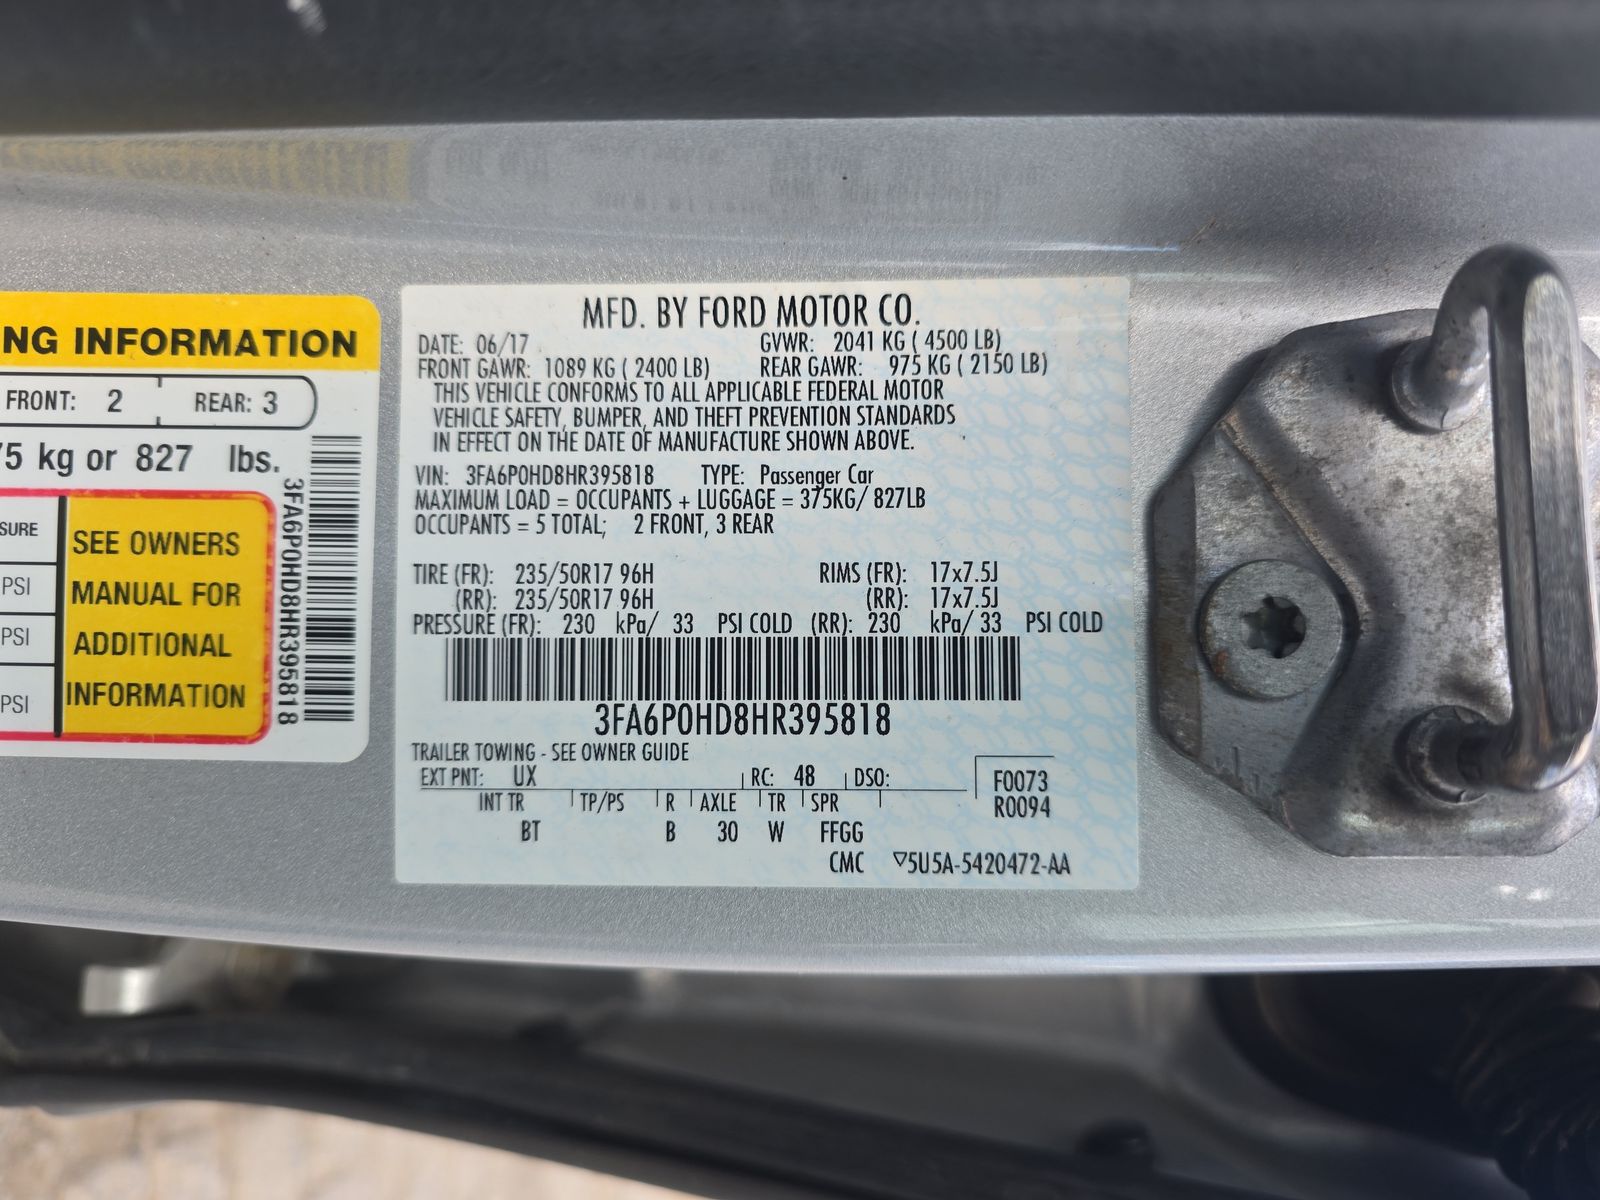 NG INFORMATION
FRONT: 2 REAR: 3
75 kg or 827 lbs.
SURE
PSI
PSI
PSI
SEE OWNERS
MANUAL FOR
ADDITIONAL
INFORMATION
3FA6P0HD8HR395818
MFD. BY FORD MOTOR CO.
DATE: 06/17 GVWR: 2041 KG ( 4500 LB)
FRONT GAWR: 1089 KG ( 2400 LB) REAR GAWR: 975 KG ( 2150 LB)
THIS VEHICLE CONFORMS TO ALL APPLICABLE FEDERAL MOTOR
VEHICLE SAFETY, BUMPER, AND THEFT PREVENTION STANDARDS
IN EFFECT ON THE DATE OF MANUFACTURE SHOWN ABOVE.
VIN: 3FA6P0HD8HR395818 TYPE: Passenger Car
MAXIMUM LOAD = OCCUPANTS + LUGGAGE = 375KG/ 827LB
OCCUPANTS = 5 TOTAL; 2 FRONT, 3 REAR
TIRE (FR): 235/50R17 96H RIMS (FR): 17x7.5J
(RR): 235/50R17 96H (RR): 17x7.5J
PRESSURE (FR): 230 kPa/ 33 PSI COLD (RR): 230 kPa/ 33 PSI COLD
3FA6P0HD8HR395818
TRAILER TOWING - SEE OWNER GUIDE
EXT PNT: UX RC: 48 DSO:
F0073
R0094
INT TR TP/PS R AXLE TR SPR
BT B 30 W FFGG
CMC ▽5U5A-5420472-AA